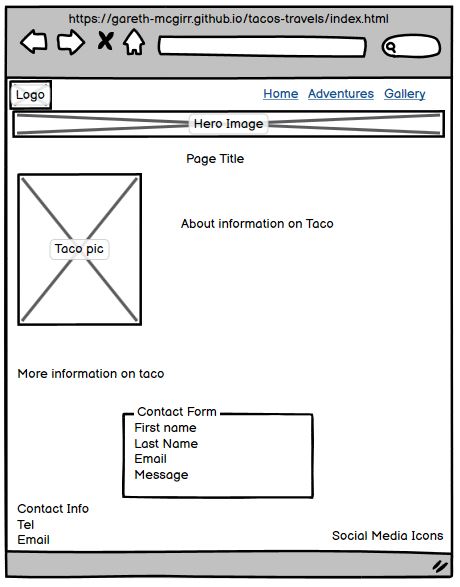 https://gareth-mcgirr.github.io/tacos-travels/index.html
Logo
Home Adventures Gallery
Hero Image
Page Title
About information on Taco
Taco pic
More information on taco
Contact Form
First name
Last Name
Email
Message
Contact Info
Tel
Email
Social Media Icons